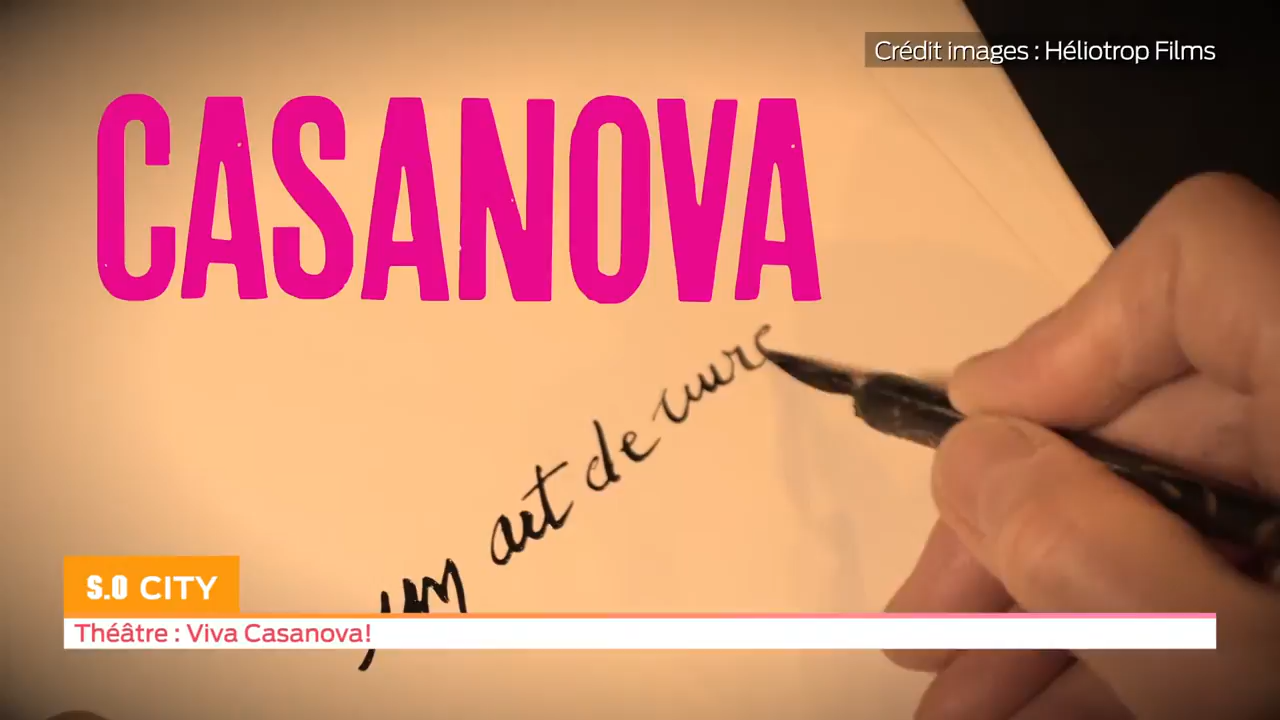 Crédit images : Héliotrop Films
CASANOVA
un art de vivre
S.O CITY
Théâtre : Viva Casanova!